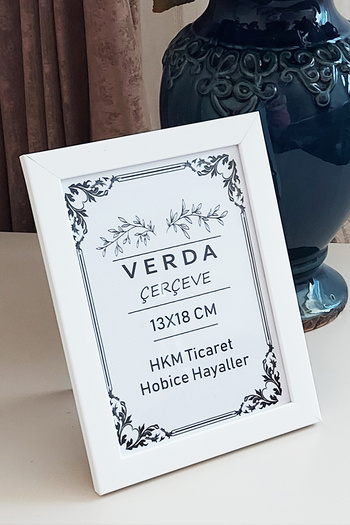 VERDA
ÇERÇEVE
13X18 CM
HKM Ticaret
Hobice Hayaller